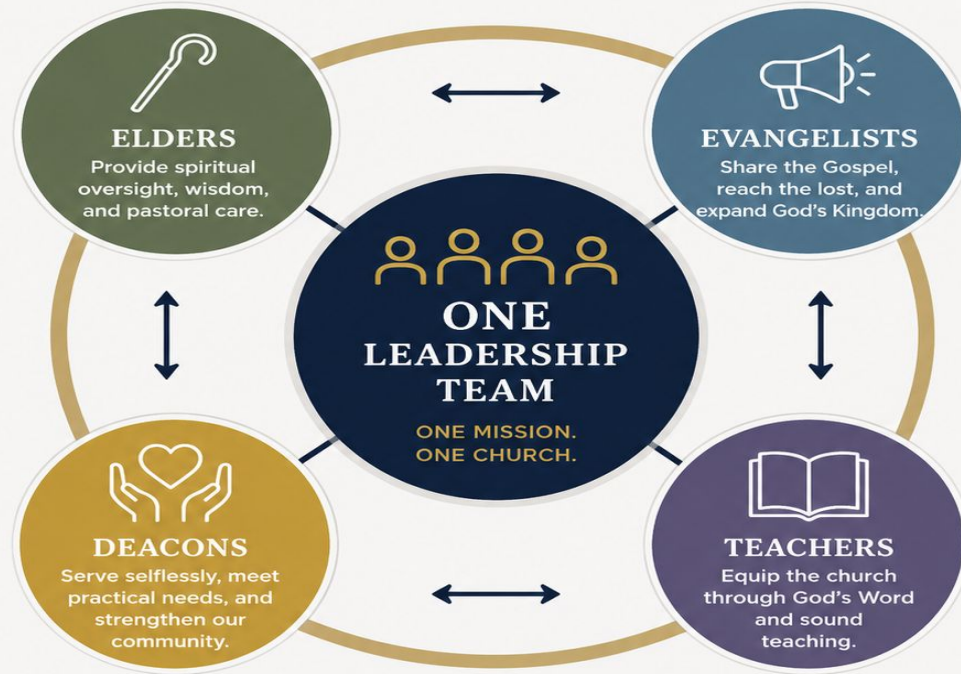 ELDERS
Provide spiritual
oversight, wisdom,
and pastoral care.
EVANGELISTS
Share the Gospel,
reach the lost, and
expand God's Kingdom.
ONE
LEADERSHIP
TEAM
ONE MISSION.
ONE CHURCH.
DEACONS
Serve selflessly, meet
practical needs, and
strengthen our
community.
TEACHERS
Equip the church
through God's Word
and sound
teaching.